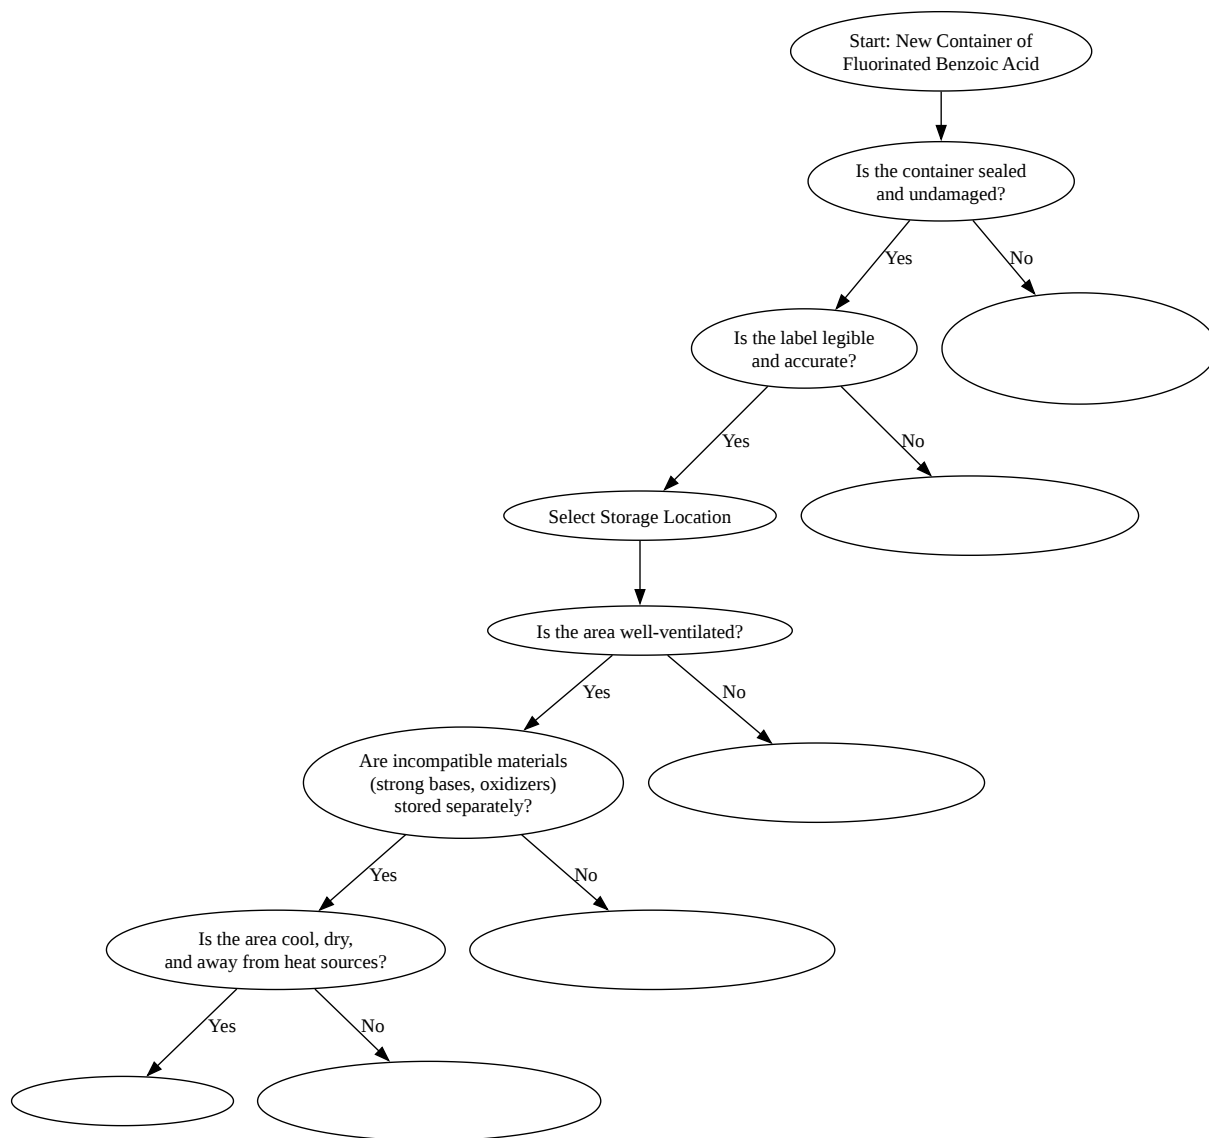 Start: New Container of
Fluorinated Benzoic Acid
Is the container sealed
and undamaged?
Yes
No
Is the label legible
and accurate?
Yes
No
Select Storage Location
Is the area well-ventilated?
Yes
No
Are incompatible materials
(strong bases, oxidizers)
stored separately?
Yes
No
Is the area cool, dry,
and away from heat sources?
Yes
No